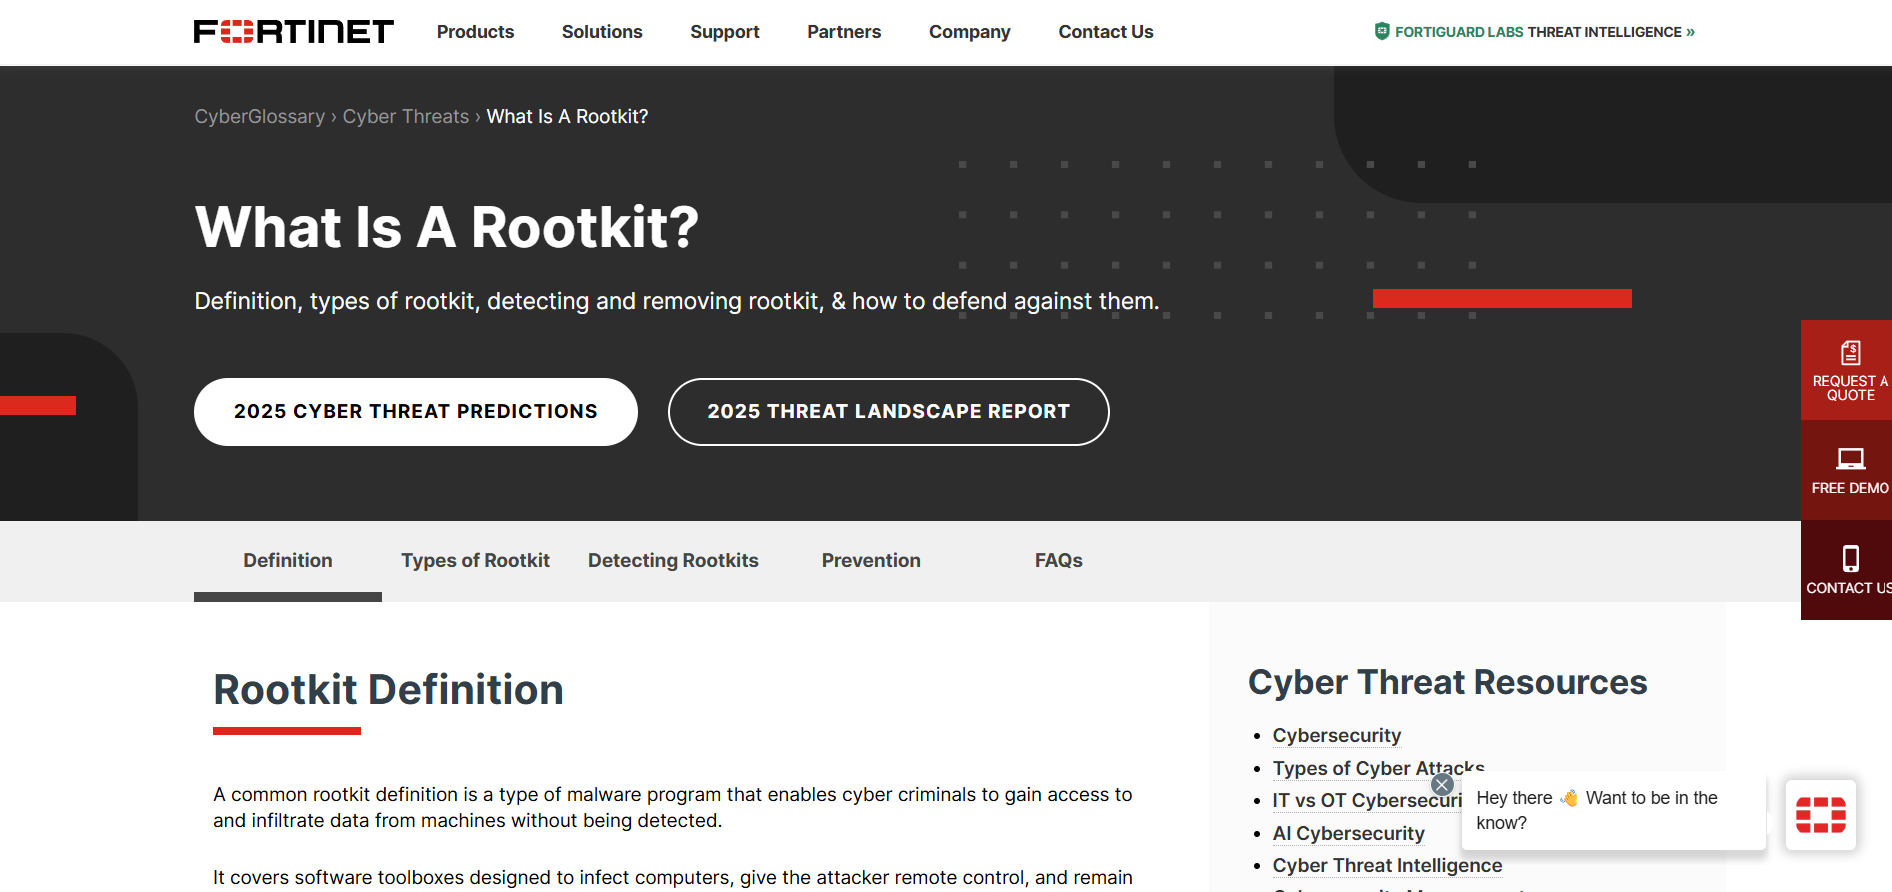 FORTINET
Products
Solutions
Support
Partners
Company
Contact Us
FORTIGUARD LABS THREAT INTELLIGENCE »
CyberGlossary › Cyber Threats › What Is A Rootkit?
What Is A Rootkit?
Definition, types of rootkit, detecting and removing rootkit, & how to defend against them.
2025 CYBER THREAT PREDICTIONS
2025 THREAT LANDSCAPE REPORT
REQUEST A
QUOTE
FREE DEMO
CONTACT US
Definition
Types of Rootkit
Detecting Rootkits
Prevention
FAQs
Rootkit Definition
A common rootkit definition is a type of malware program that enables cyber criminals to gain access to
and infiltrate data from machines without being detected.
It covers software toolboxes designed to infect computers, give the attacker remote control, and remain
Cyber Threat Resources
• Cybersecurity
• Types of Cyber Attacks
• IT vs OT Cybersecuri
• AI Cybersecurity
• Cyber Threat Intelligence
Hey there 👋 Want to be in the
know?